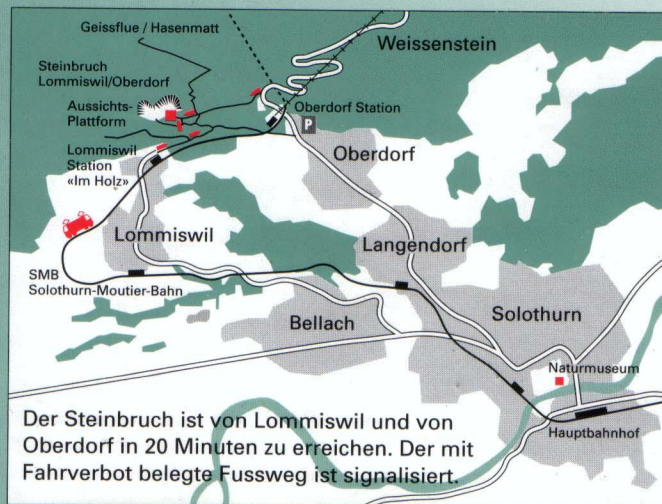 Geissflue / Hasenmatt
Weissenstein
Steinbruch
Lommiswil/Oberdorf
Aussichts-
Plattform
Oberdorf Station
P
Lommiswil
Station
«Im Holz»
Oberdorf
Lommiswil
Langendorf
SMB
Solothurn-Moutier-Bahn
Bellach
Solothurn
Naturmuseum
Hauptbahnhof
Der Steinbruch ist von Lommiswil und von
Oberdorf in 20 Minuten zu erreichen. Der mit
Fahrverbot belegte Fussweg ist signalisiert.